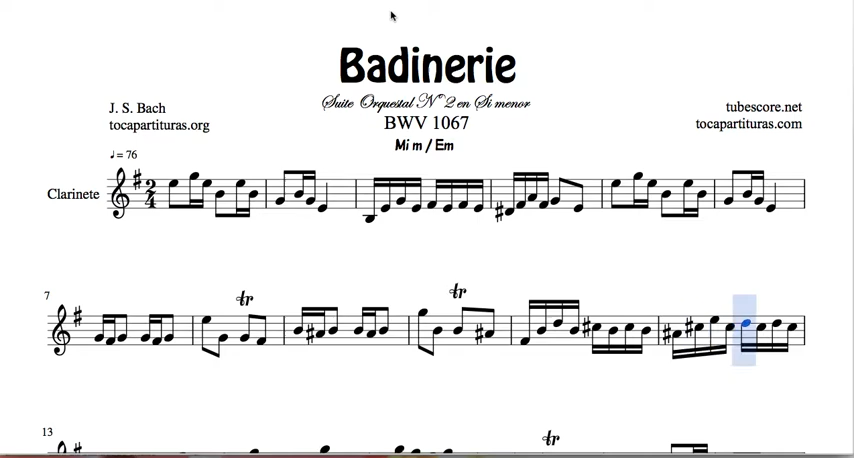 Badinerie
Suite Orquestal Nº 2 en Si menor
J. S. Bach
BWV 1067
tubescore.net
tocapartituras.org
tocapartituras.com
Mi m / Em
♩ = 76
Clarinete
2
4
7
tr
tr
13
tr